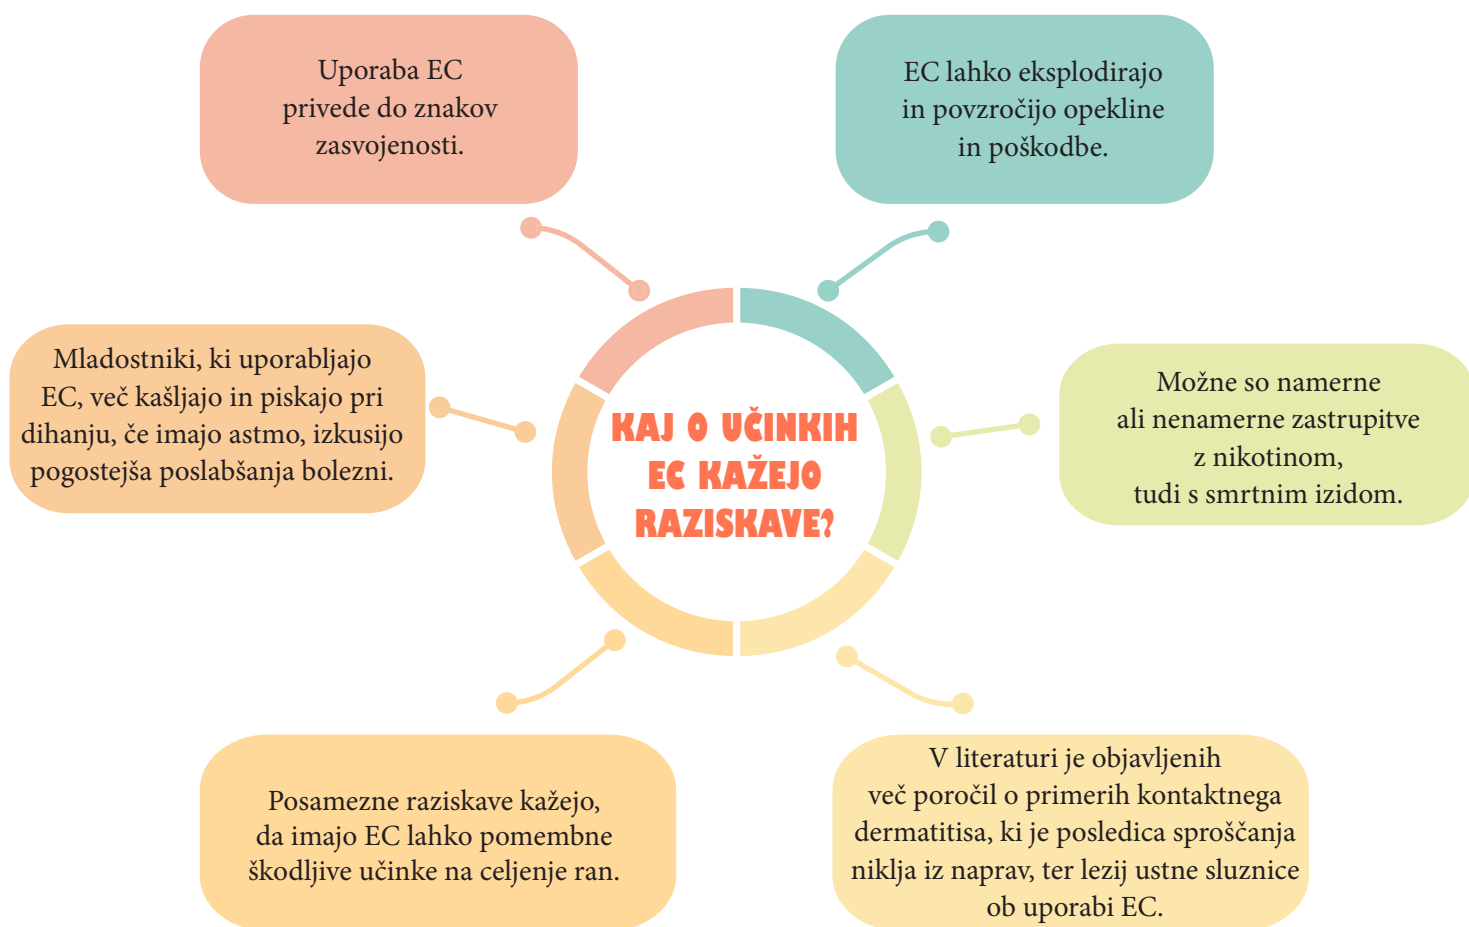 Uporaba EC
privede do znakov
zasvojenosti.
EC lahko eksplodirajo
in povzročijo opekline
in poškodbe.
Mladostniki, ki uporabljajo
EC, več kašljajo in piskajo pri
dihanju, če imajo astmo, izkusijo
pogostejša poslabšanja bolezni.
KAJ O UČINKIH
EC KAŽEJO
RAZISKAVE?
Možne so namerne
ali nenamerne zastrupitve
z nikotinom,
tudi s smrtnim izidom.
Posamezne raziskave kažejo,
da imajo EC lahko pomembne
škodljive učinke na celjenje ran.
V literaturi je objavljenih
več poročil o primerih kontaktnega
dermatitisa, ki je posledica sproščanja
niklja iz naprav, ter lezij ustne sluznice
ob uporabi EC.